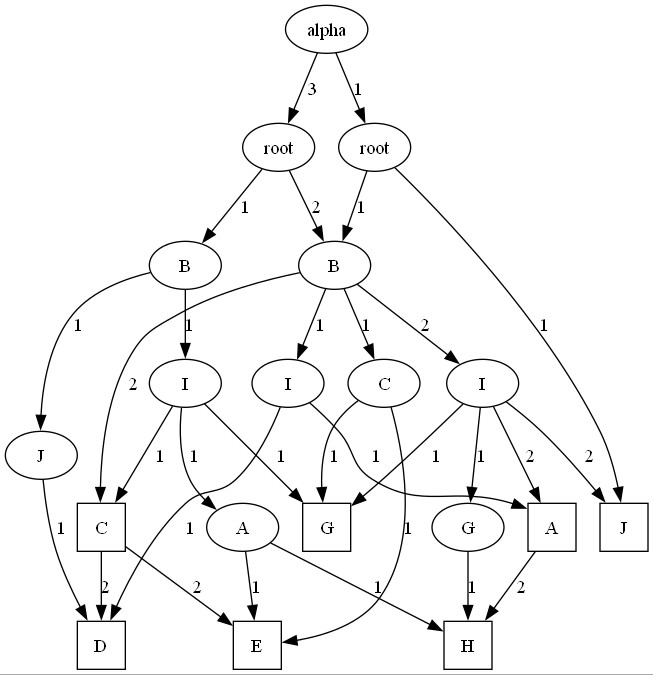 alpha
3 1
root root
1 2 1
B B
1 1 2 1 1 2 1
I I C I
J
1 1 1 1 1 1 1 2 2
C A G G A J
1 2 2 1 1 1 1 1 2
D E H